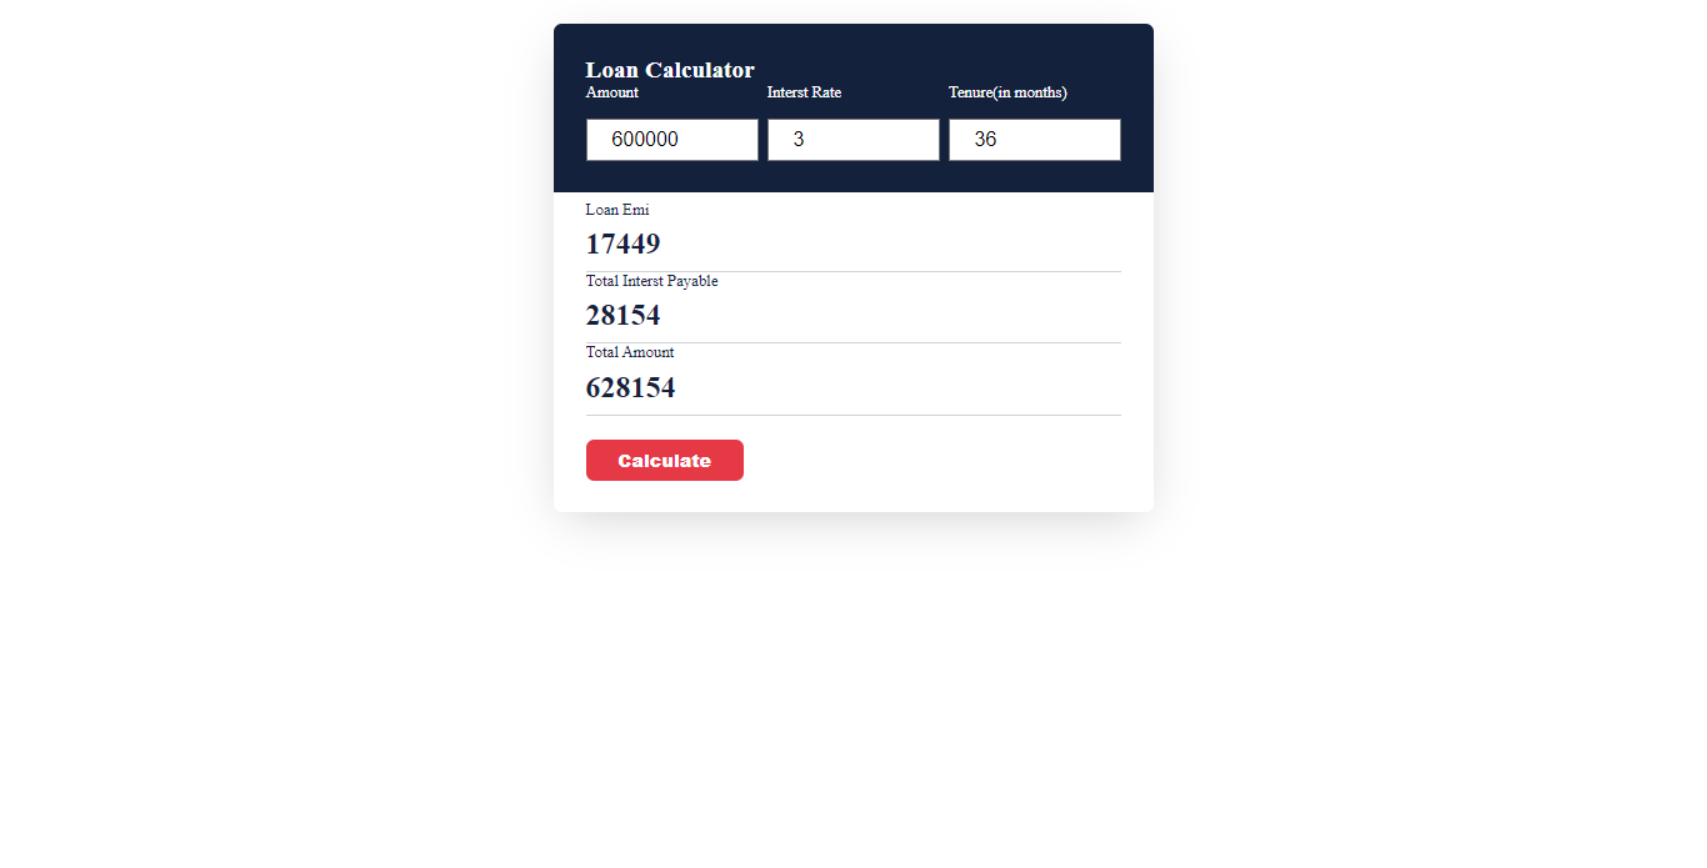 Loan Calculator
Amount Interst Rate Tenure(in months)
600000 3 36
Loan Emi
17449
Total Interst Payable
28154
Total Amount
628154
Calculate